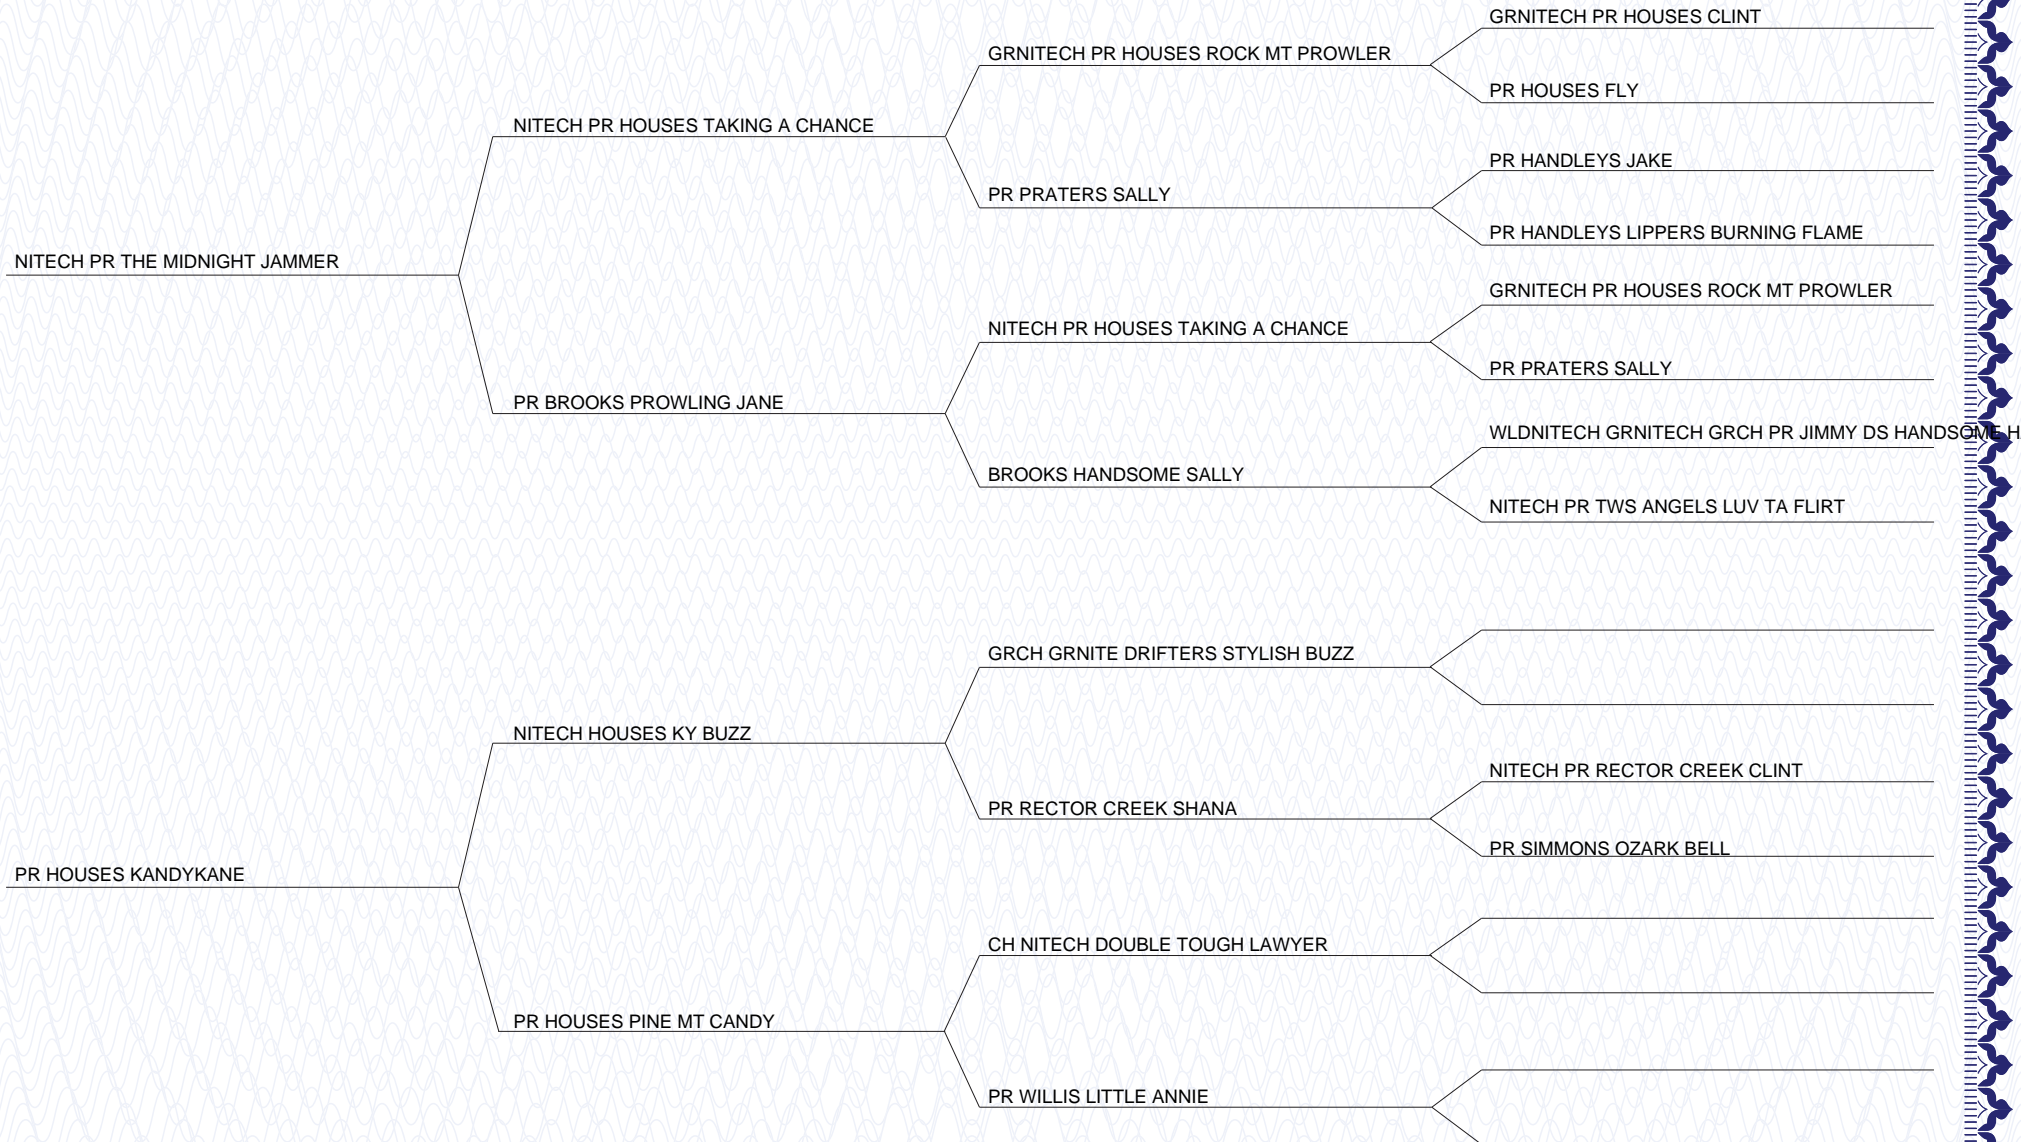 GRNITECH PR HOUSES CLINT
GRNITECH PR HOUSES ROCK MT PROWLER
PR HOUSES FLY
NITECH PR HOUSES TAKING A CHANCE
PR HANDLEYS JAKE
PR PRATERS SALLY
PR HANDLEYS LIPPERS BURNING FLAME
NITECH PR THE MIDNIGHT JAMMER
GRNITECH PR HOUSES ROCK MT PROWLER
NITECH PR HOUSES TAKING A CHANCE
PR PRATERS SALLY
PR BROOKS PROWLING JANE
WLDNITECH GRNITECH GRCH PR JIMMY DS HANDSOME
BROOKS HANDSOME SALLY
NITECH PR TWS ANGELS LUV TA FLIRT
GRCH GRNITE DRIFTERS STYLISH BUZZ
NITECH HOUSES KY BUZZ
NITECH PR RECTOR CREEK CLINT
PR RECTOR CREEK SHANA
PR SIMMONS OZARK BELL
PR HOUSES KANDYKANE
CH NITECH DOUBLE TOUGH LAWYER
PR HOUSES PINE MT CANDY
PR WILLIS LITTLE ANNIE